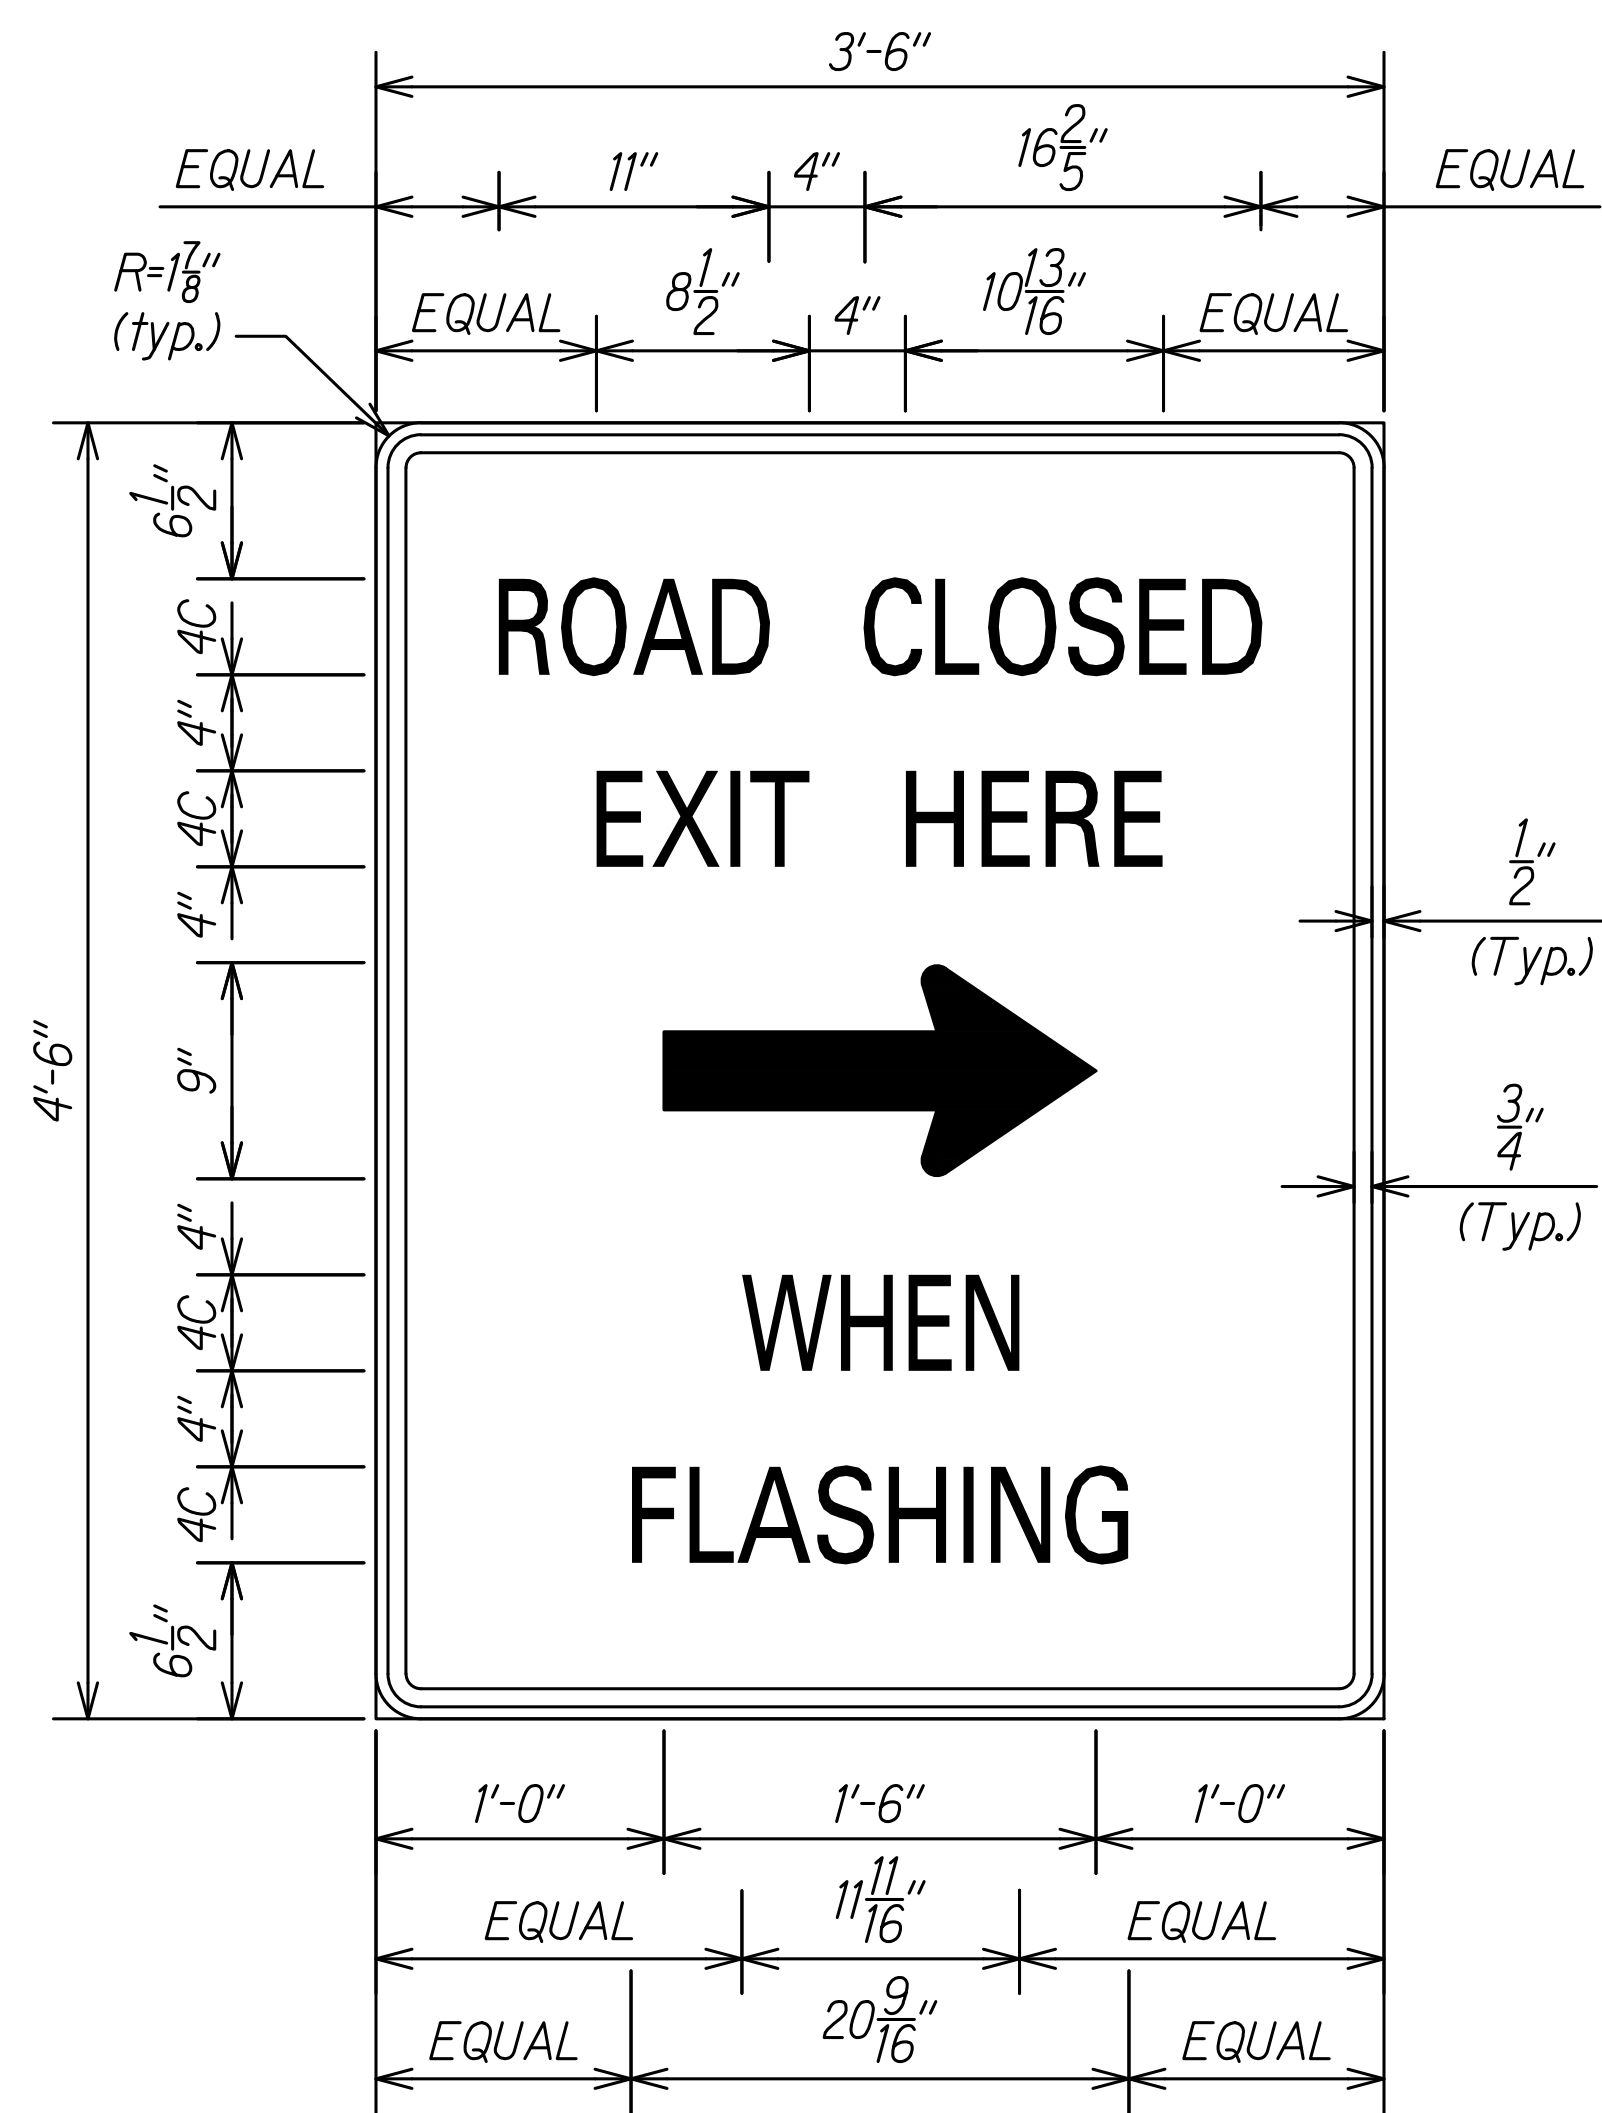 3'-6"
EQUAL 11" 4" 16 2/5" EQUAL
R=1 7/8"
(typ.)
EQUAL 8 1/2" 4" 10 13/16" EQUAL
6 1/2"
ROAD CLOSED
4C
4"
EXIT HERE
4C
4"
1/2"
(Typ.)
4'-6"
9"
3/4"
(Typ.)
4"
WHEN
4C
4"
FLASHING
4C
6 1/2"
1'-0" 1'-6" 1'-0"
EQUAL 11 11/16" EQUAL
EQUAL 20 9/16" EQUAL